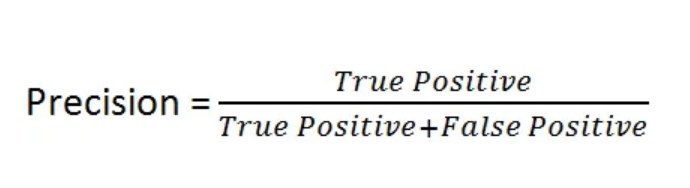 True Positive
Precision =
True Positive+False Positive